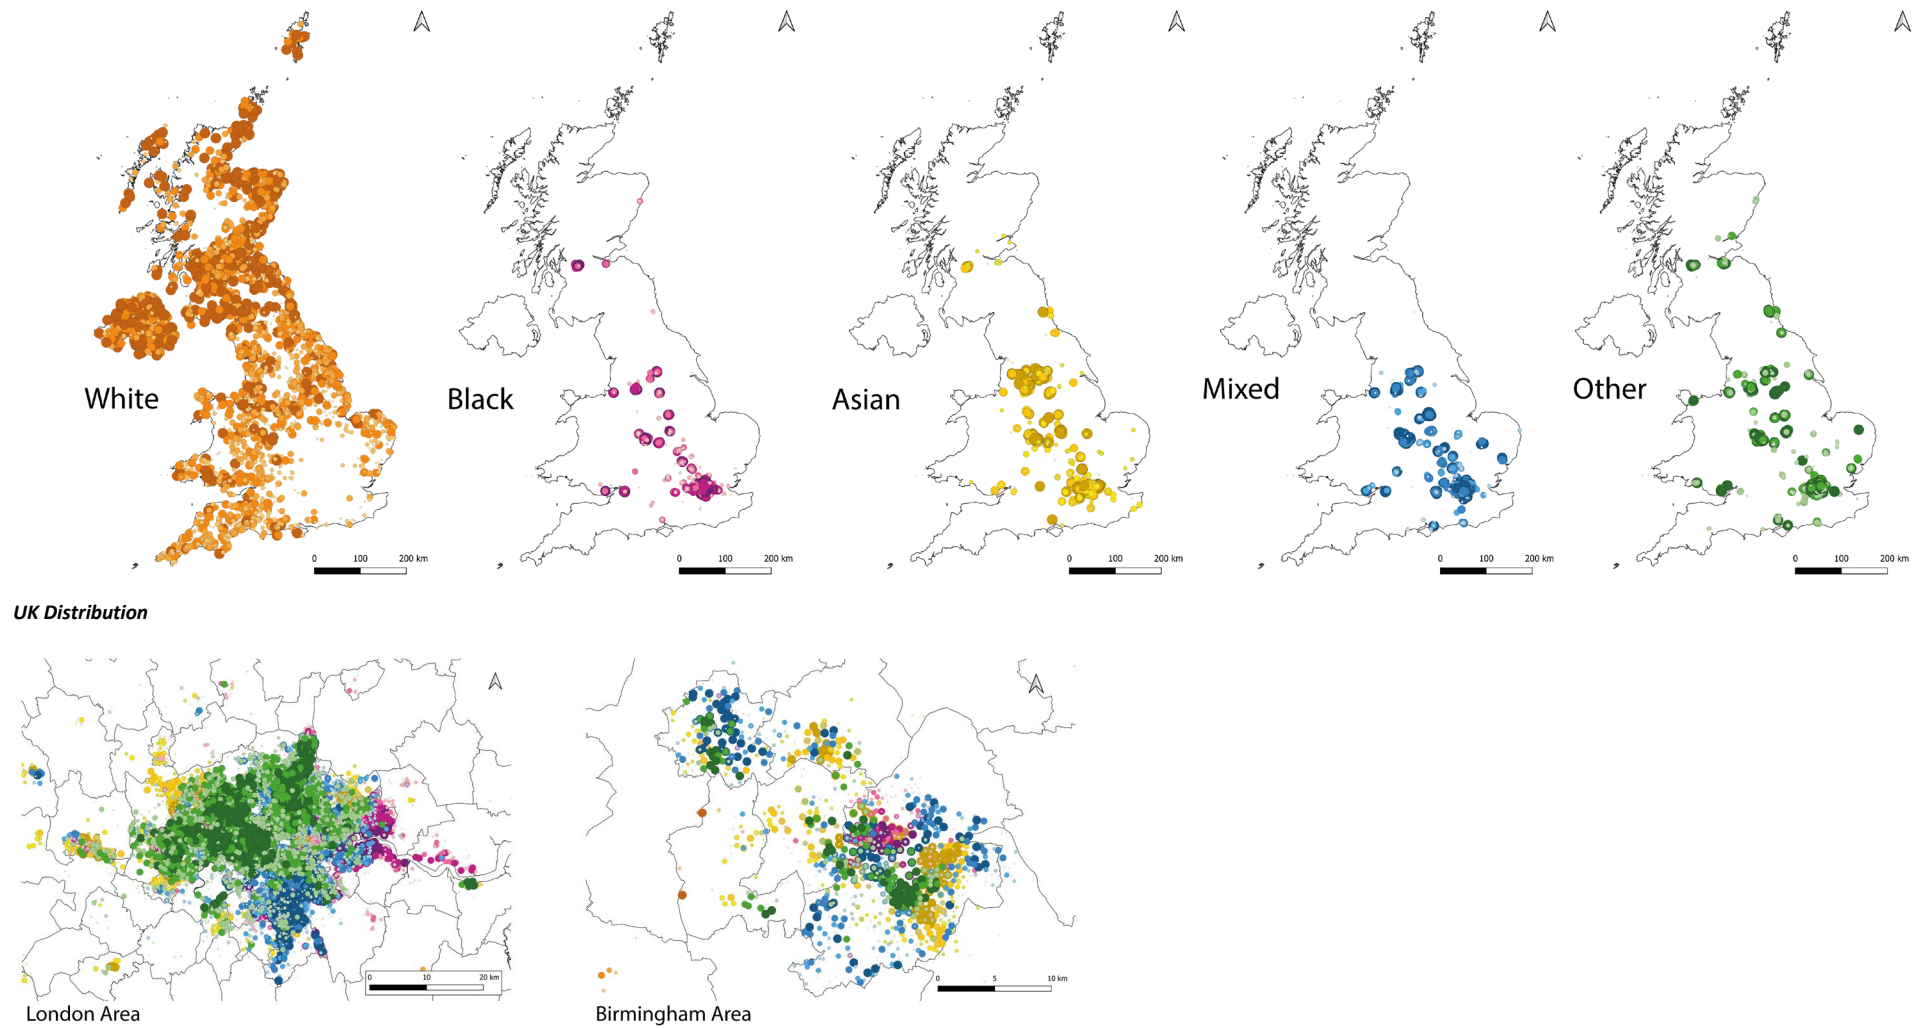 White
Black
Asian
Mixed
Other
0 100 200 km
0 100 200 km
0 100 200 km
0 100 200 km
0 100 200 km
UK Distribution
0 10 20 km
0 5 10 km
London Area
Birmingham Area